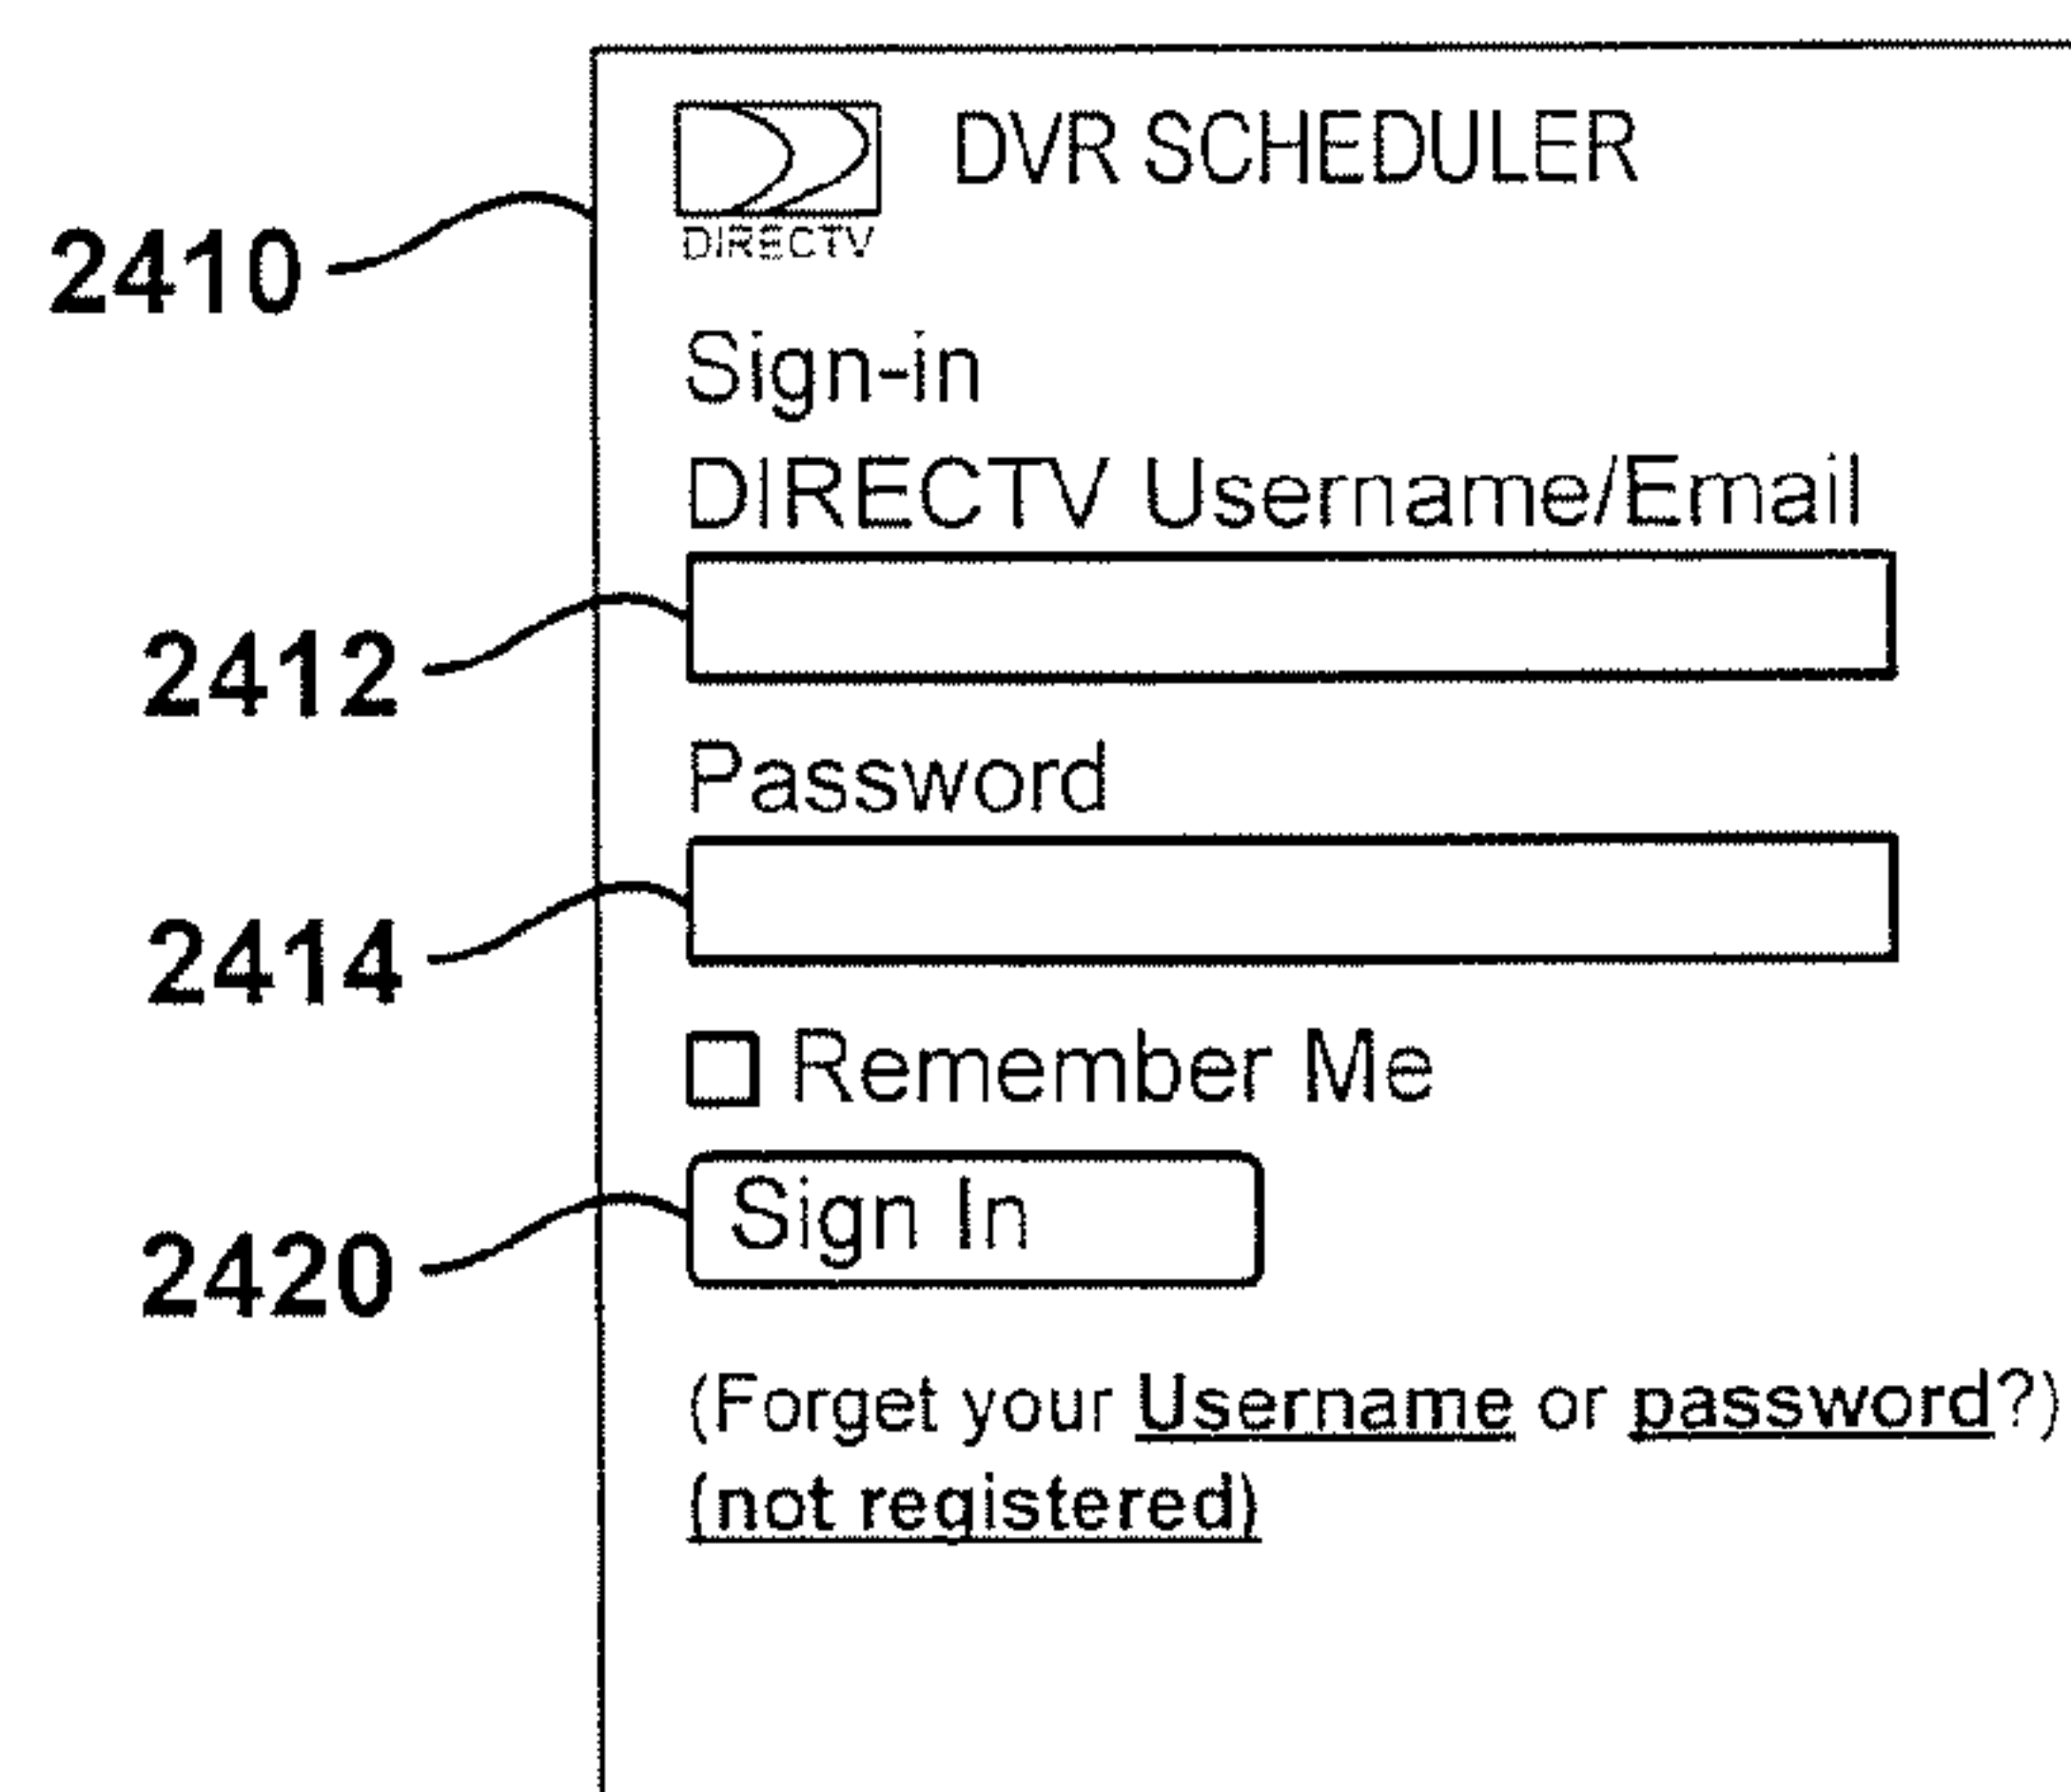 DVR SCHEDULER
DIRECTV
2410
Sign-in
DIRECTV Username/Email
2412
Password
2414
Remember Me
2420
Sign In
(Forget your Username or password?)
(not registered)